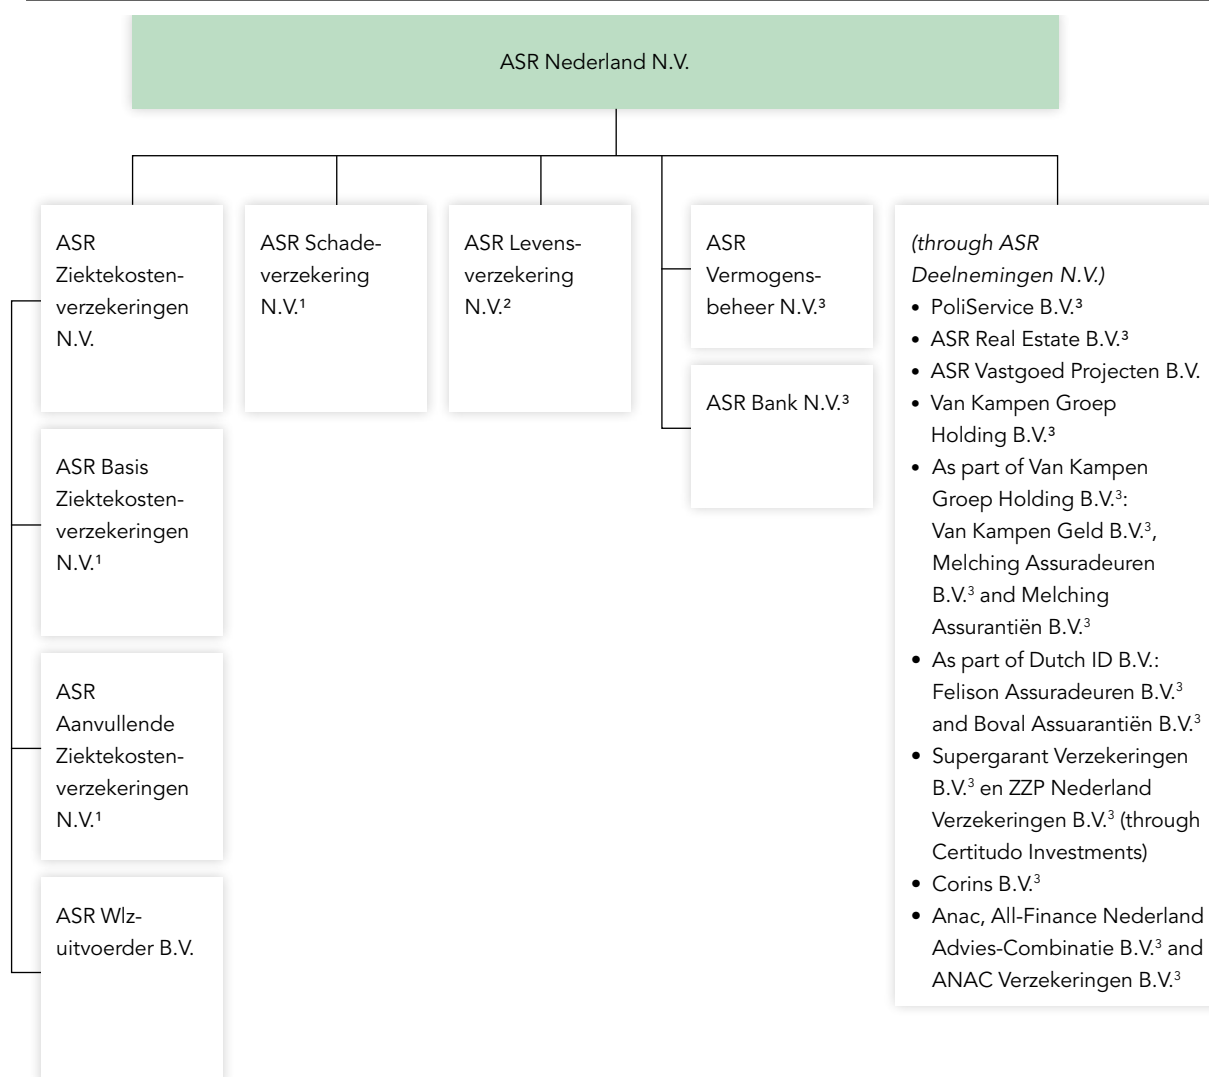 ASR Nederland N.V.
ASR
Ziektekosten-
verzekeringen
N.V.
ASR Basis
Ziektekosten-
verzekeringen
N.V.¹
ASR
Aanvullende
Ziektekosten-
verzekeringen
N.V.¹
ASR Wlz-
uitvoerder B.V.
ASR Schade-
verzekering
N.V.¹
ASR Levens-
verzekering
N.V.²
ASR
Vermogens-
beheer N.V.³
ASR Bank N.V.³
(through ASR
Deelnemingen N.V.)
• PoliService B.V.³
• ASR Real Estate B.V.³
• ASR Vastgoed Projecten B.V.
• Van Kampen Groep
Holding B.V.³
• As part of Van Kampen
Groep Holding B.V.³:
Van Kampen Geld B.V.³,
Melching Assuradeuren
B.V.³ and Melching
Assurantiën B.V.³
• As part of Dutch ID B.V.:
Felison Assuradeuren B.V.³
and Boval Assuarantiën B.V.³
• Supergarant Verzekeringen
B.V.³ en ZZP Nederland
Verzekeringen B.V.³ (through
Certitudo Investments)
• Corins B.V.³
• Anac, All-Finance Nederland
Advies-Combinatie B.V.³ and
ANAC Verzekeringen B.V.³